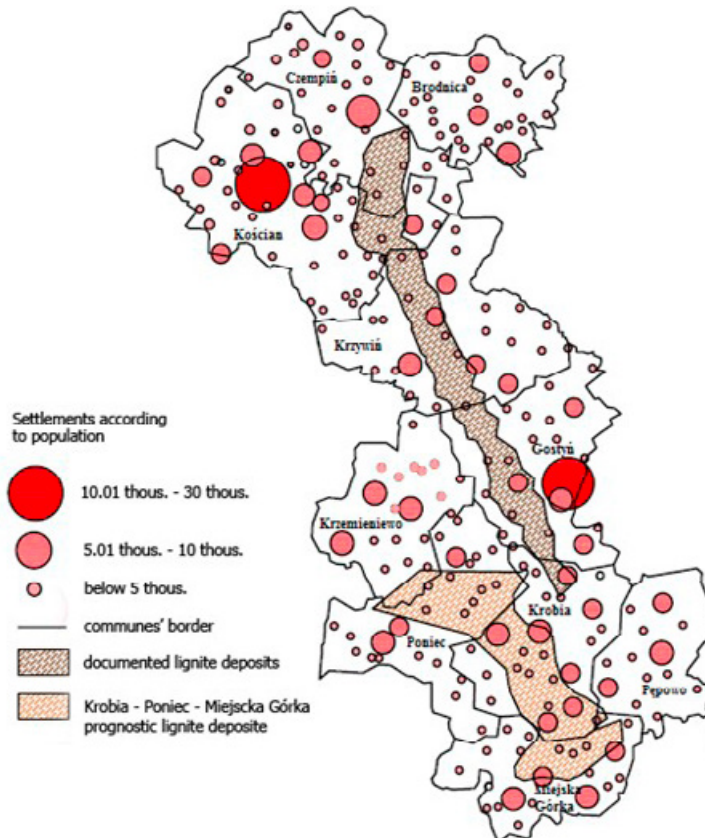 Czempiń
Brodnica
Kościan
Krzywiń
Gostyń
Krzemieniewo
Krobia
Poniec
Pępowo
Miejska
Górka
Settlements according
to population
10.01 thous. - 30 thous.
5.01 thous. - 10 thous.
below 5 thous.
communes' border
documented lignite deposits
Krobia - Poniec - Miejscka Górka
prognostic lignite deposite